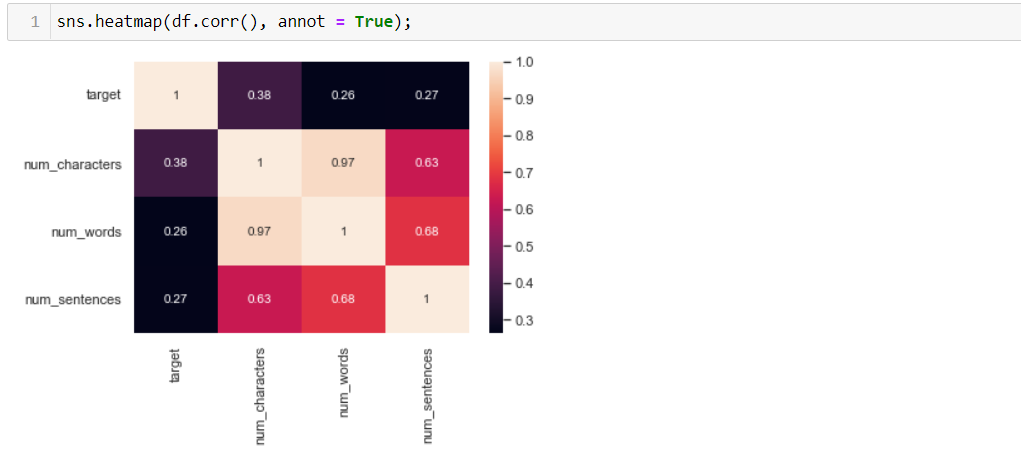 1 sns.heatmap(df.corr(), annot = True);
1.0
target 1 0.38 0.26 0.27
0.9
0.8
num_characters 0.38 1 0.97 0.63
0.7
0.6
num_words 0.26 0.97 1 0.68
0.5
0.4
num_sentences 0.27 0.63 0.68 1
0.3
target num_characters num_words num_sentences